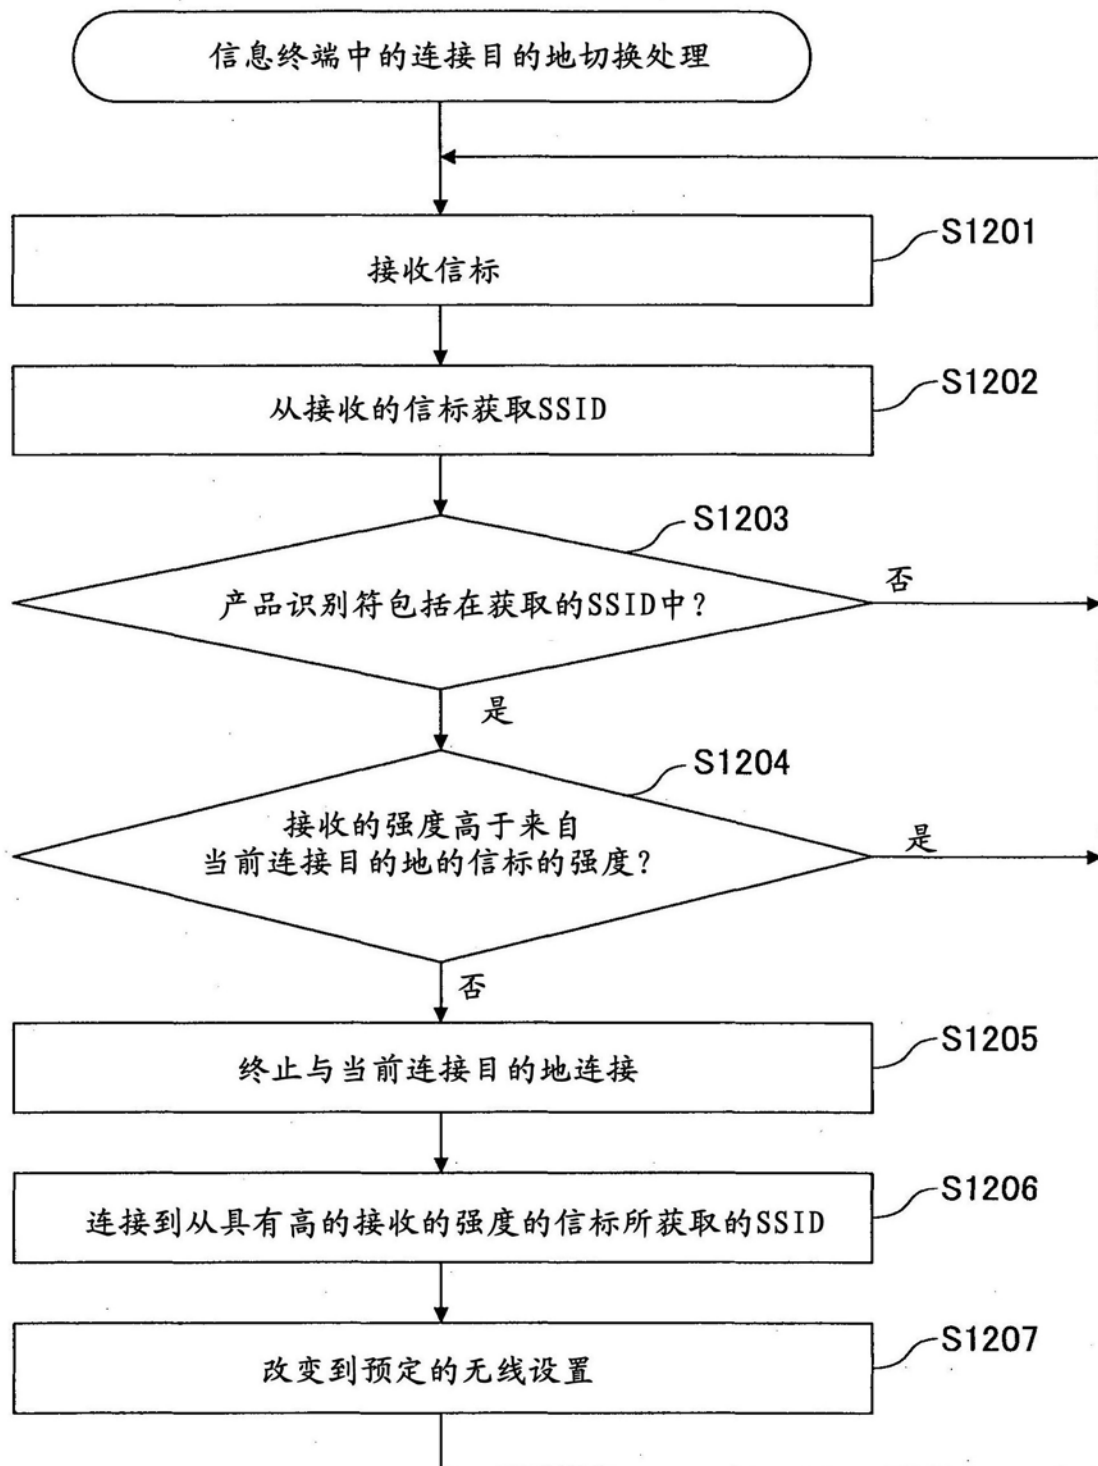 信息终端中的连接目的地切换处理
接收信标
S1201
从接收的信标获取SSID
S1202
产品识别符包括在获取的SSID中?
S1203
否
是
接收的强度高于来自
当前连接目的地的信标的强度?
S1204
是
否
终止与当前连接目的地连接
S1205
连接到从具有高的接收的强度的信标所获取的SSID
S1206
改变到预定的无线设置
S1207